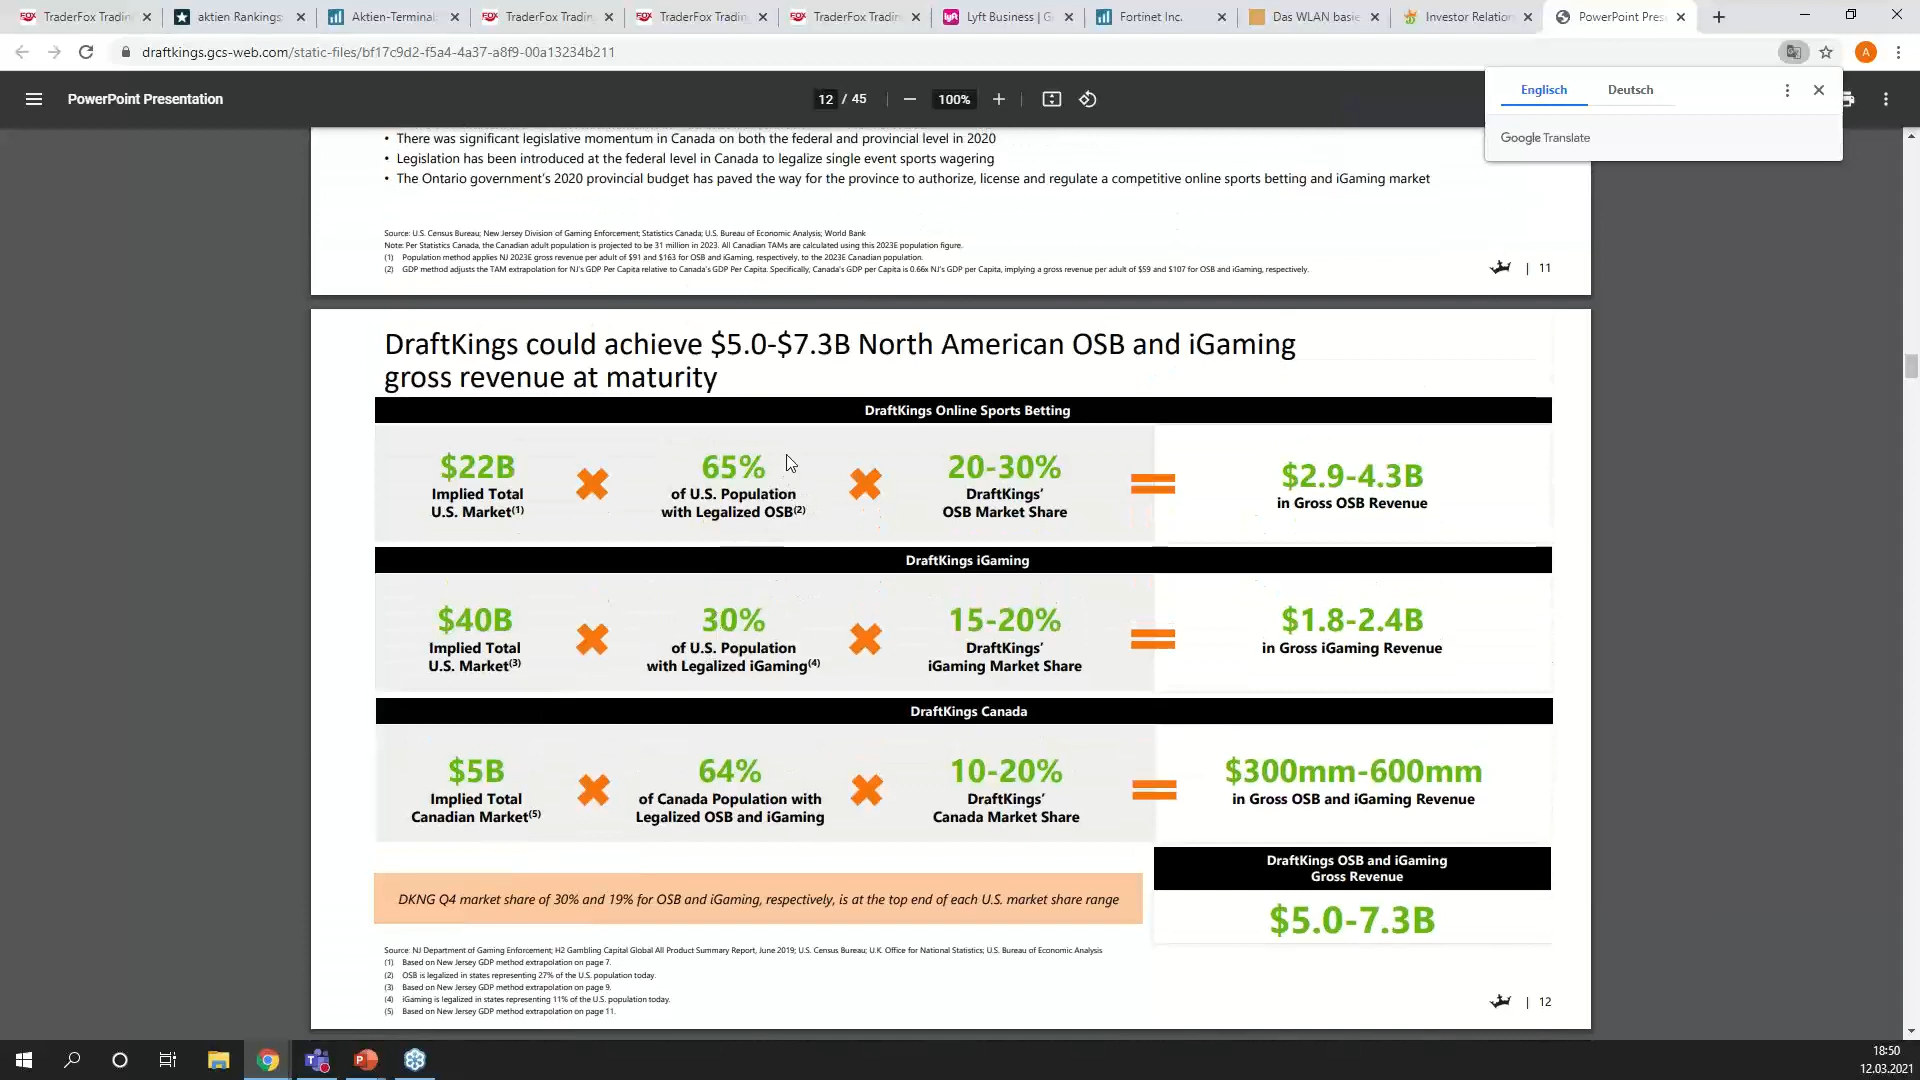 TraderFox Tradin
aktien Rankings
Aktien-Terminal
TraderFox Tradin
TraderFox Tradin
TraderFox Tradin
Lyft Business | G
Fortinet Inc.
Das WLAN basie
Investor Relation
PowerPoint Pres
draftkings.gcs-web.com/static-files/bf17c9d2-f5a4-4a37-a8f9-00a13234b211
A
PowerPoint Presentation
12 / 45
100%
Englisch
Deutsch
Google Translate
• There was significant legislative momentum in Canada on both the federal and provincial level in 2020
• Legislation has been introduced at the federal level in Canada to legalize single event sports wagering
• The Ontario government's 2020 provincial budget has paved the way for the province to authorize, license and regulate a competitive online sports betting and iGaming market
Source: U.S. Census Bureau; New Jersey Division of Gaming Enforcement; Statistics Canada; U.S. Bureau of Economic Analysis; World Bank
Note: Per Statistics Canada, the Canadian adult population is projected to be 31 million in 2023. All Canadian TAMs are calculated using this 2023E population figure.
(1) Population method applies NJ 2023E gross revenue per adult of $91 and $163 for OSB and iGaming, respectively, to the 2023E Canadian population.
(2) GDP method adjusts the TAM extrapolation for NJ's GDP Per Capita relative to Canada's GDP Per Capita. Specifically, Canada's GDP per Capita is 0.66x NJ's GDP per Capita, implying a gross revenue per adult of $59 and $107 for OSB and iGaming, respectively.
| 11
DraftKings could achieve $5.0-$7.3B North American OSB and iGaming
gross revenue at maturity
DraftKings Online Sports Betting
$22B
Implied Total
U.S. Market(1)
65%
of U.S. Population
with Legalized OSB(2)
20-30%
DraftKings'
OSB Market Share
$2.9-4.3B
in Gross OSB Revenue
DraftKings iGaming
$40B
Implied Total
U.S. Market(3)
30%
of U.S. Population
with Legalized iGaming(4)
15-20%
DraftKings'
iGaming Market Share
$1.8-2.4B
in Gross iGaming Revenue
DraftKings Canada
$5B
Implied Total
Canadian Market(5)
64%
of Canada Population with
Legalized OSB and iGaming
10-20%
DraftKings'
Canada Market Share
$300mm-600mm
in Gross OSB and iGaming Revenue
DraftKings OSB and iGaming
Gross Revenue
$5.0-7.3B
DKNG Q4 market share of 30% and 19% for OSB and iGaming, respectively, is at the top end of each U.S. market share range
Source: NJ Department of Gaming Enforcement; H2 Gambling Capital Global All Product Summary Report, June 2019; U.S. Census Bureau; U.K. Office for National Statistics; U.S. Bureau of Economic Analysis
(1) Based on New Jersey GDP method extrapolation on page 7.
(2) OSB is legalized in states representing 27% of the U.S. population today.
(3) Based on New Jersey GDP method extrapolation on page 9.
(4) iGaming is legalized in states representing 11% of the U.S. population today.
(5) Based on New Jersey GDP method extrapolation on page 11.
| 12
18:50
12.03.2021